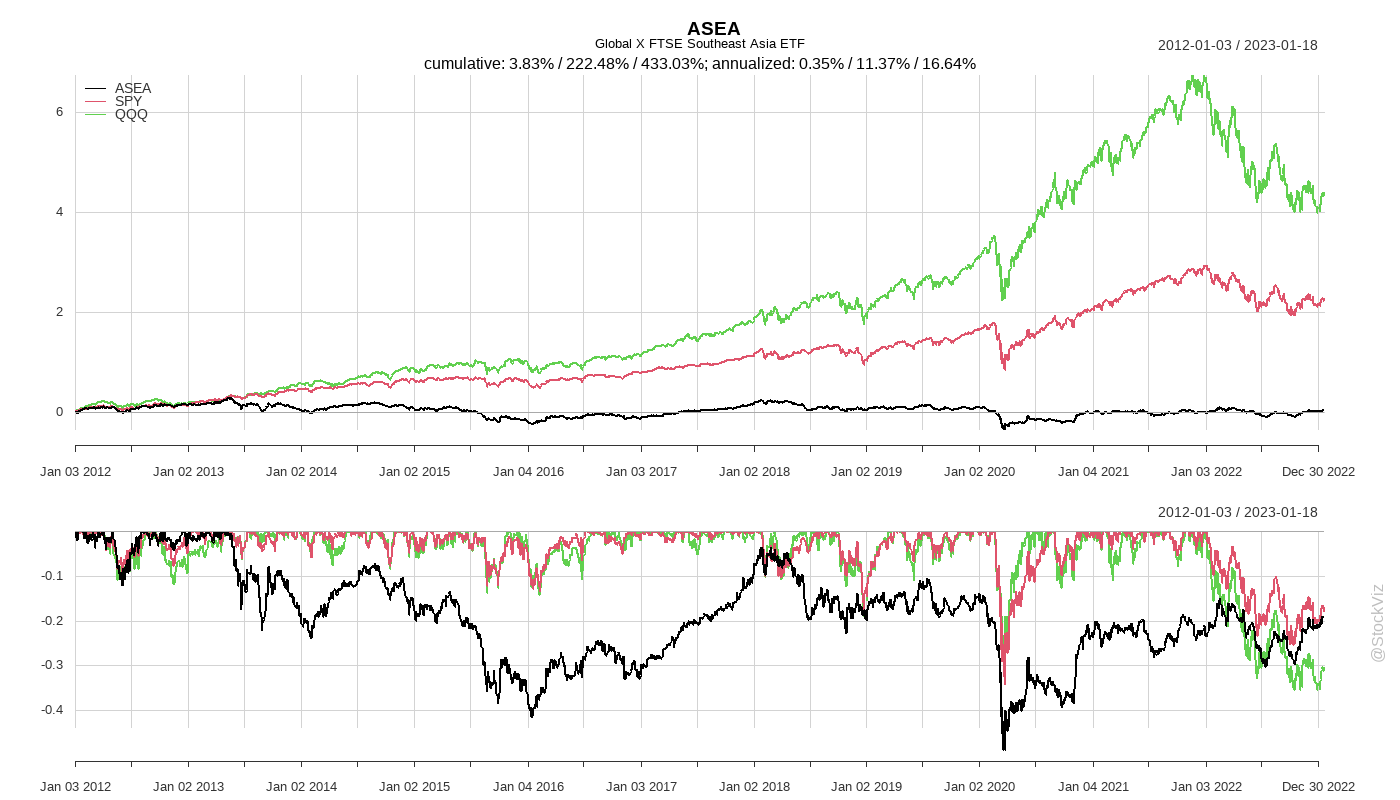 ASEA
Global X FTSE Southeast Asia ETF
2012-01-03 / 2023-01-18
cumulative: 3.83% / 222.48% / 433.03%; annualized: 0.35% / 11.37% / 16.64%
ASEA
SPY
QQQ
6
4
2
0
Jan 03 2012 Jan 02 2013 Jan 02 2014 Jan 02 2015 Jan 04 2016 Jan 03 2017 Jan 02 2018 Jan 02 2019 Jan 02 2020 Jan 04 2021 Jan 03 2022 Dec 30 2022
2012-01-03 / 2023-01-18
-0.1
-0.2
-0.3
-0.4
Jan 03 2012 Jan 02 2013 Jan 02 2014 Jan 02 2015 Jan 04 2016 Jan 03 2017 Jan 02 2018 Jan 02 2019 Jan 02 2020 Jan 04 2021 Jan 03 2022 Dec 30 2022
@StockViz